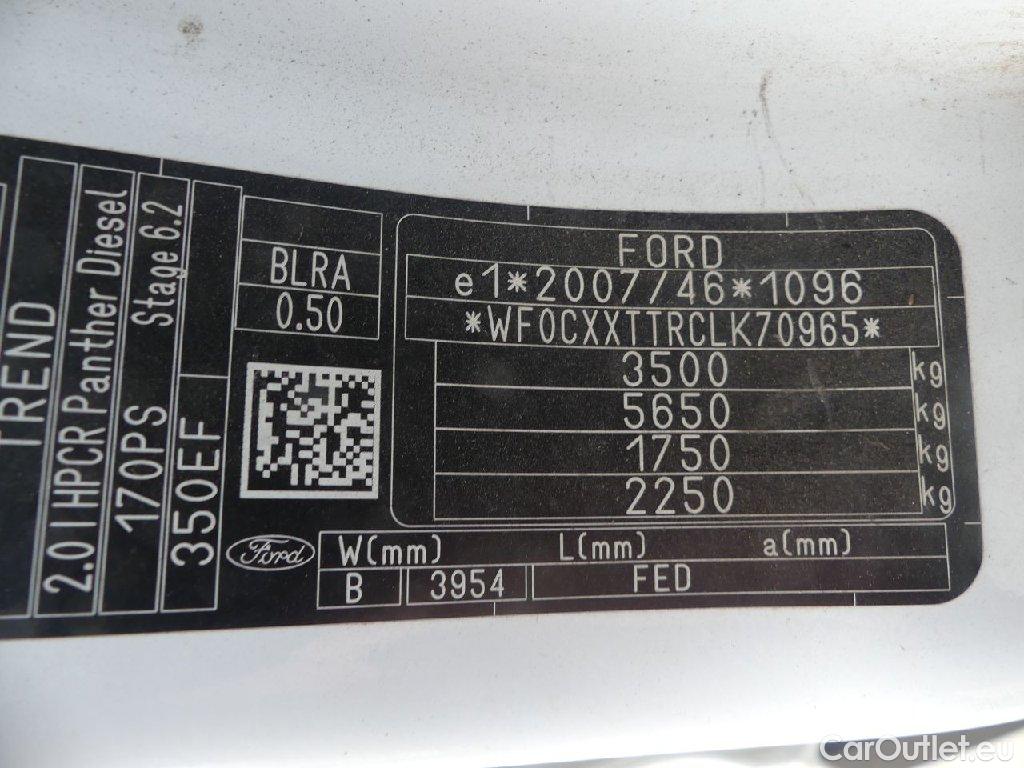 TREND
2.0 I HPCR Panther Diesel
170PS
Stage 6.2
350EF
BLRA
0.50
FORD
e1*2007/46*1096
*WF0CXXTTRCLK70965*
3500 kg
5650 kg
1750 kg
2250 kg
Ford
W(mm) L(mm) a(mm)
B 3954 FED
CarOutlet.eu